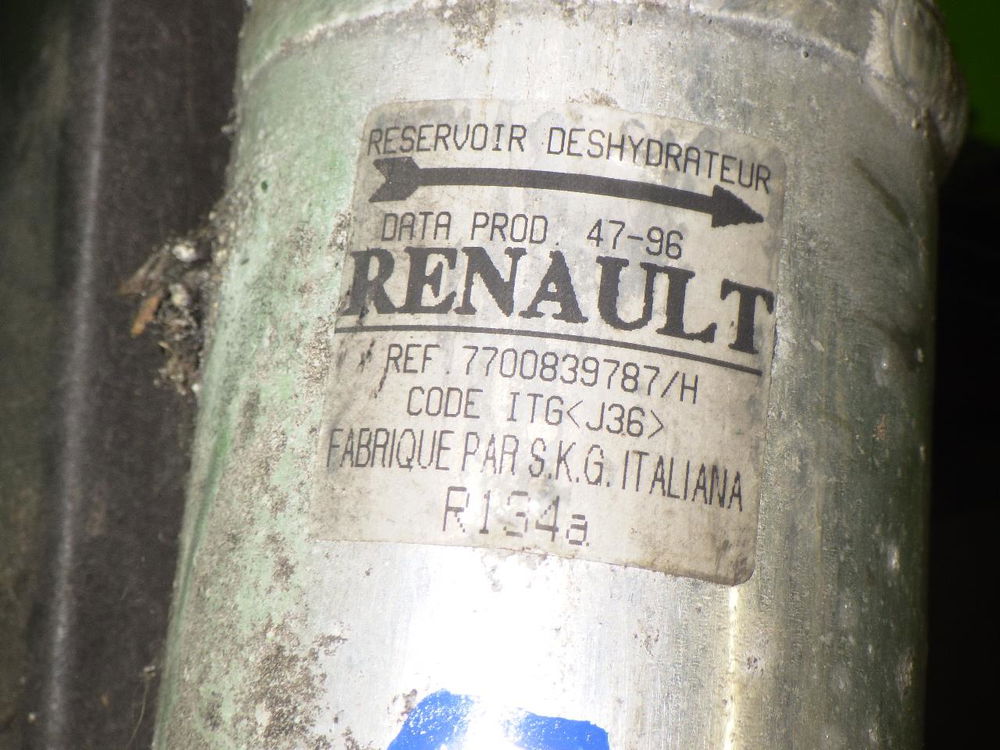 RESERVOIR DESHYDRATEUR
DATA PROD. 47-96
RENAULT
REF. 7700839787/H
CODE ITG<J36>
FABRIQUE PAR S.K.G. ITALIANA
R134a